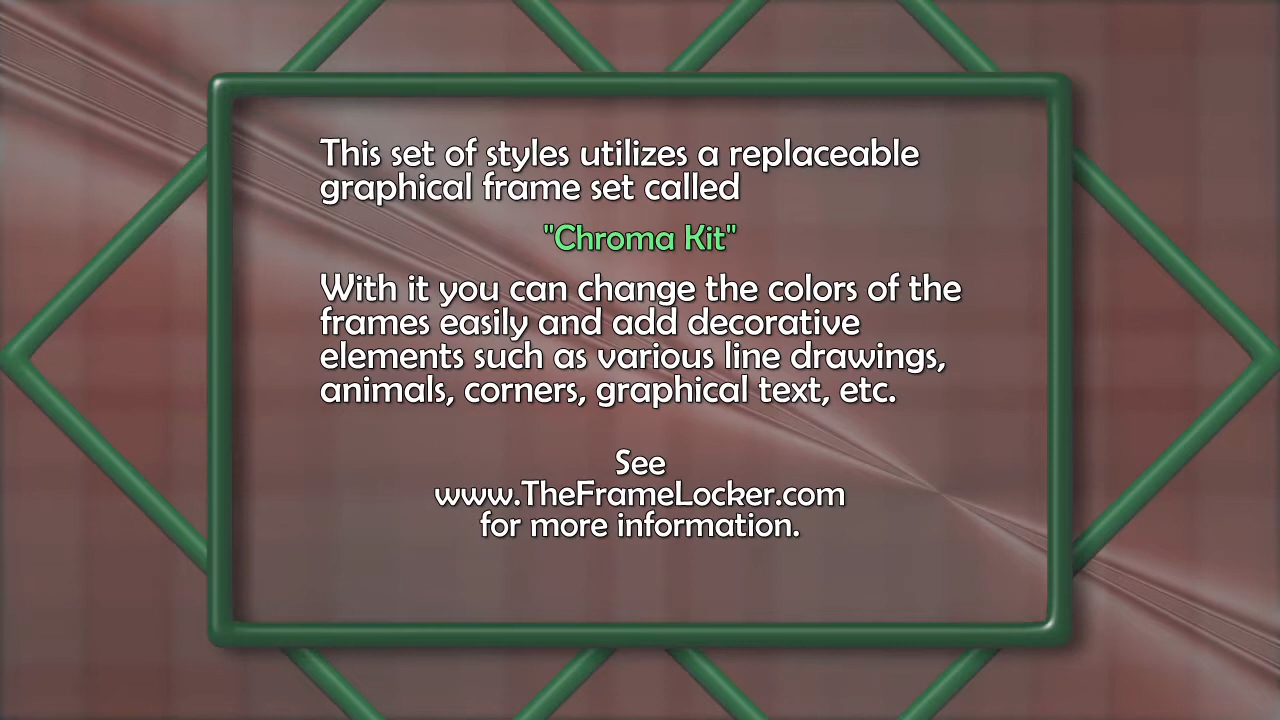 This set of styles utilizes a replaceable
graphical frame set called
"Chroma Kit"
With it you can change the colors of the
frames easily and add decorative
elements such as various line drawings,
animals, corners, graphical text, etc.
See
www.TheFrameLocker.com
for more information.